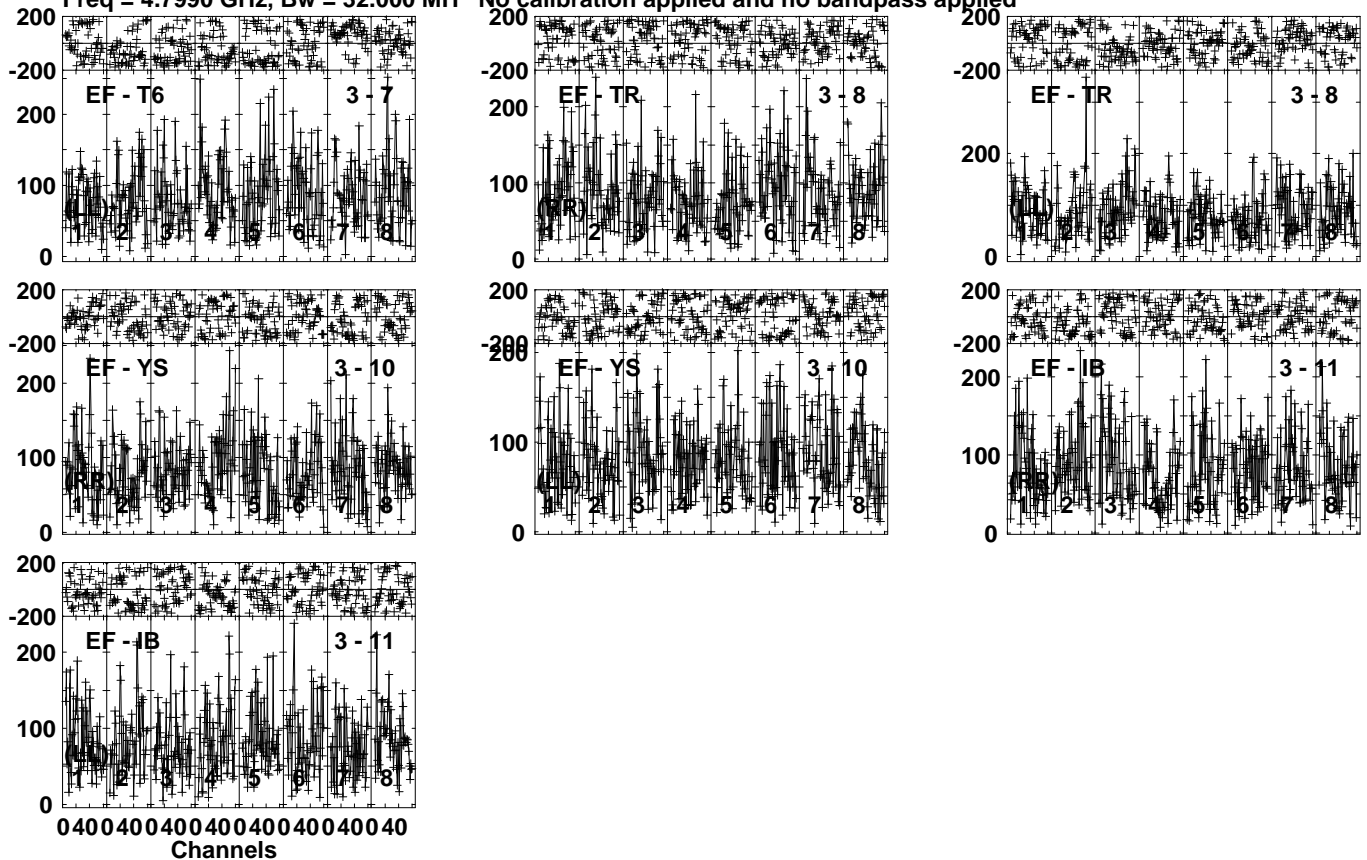 Freq = 4.7990 GHz, Bw = 32.000 MH No calibration applied and no bandpass applied
200
-200
EF - T6 3 - 7
200
100
0
(LL)
1 2 3 4 5 6 7 8
200
-200
EF - TR 3 - 8
200
100
0
(RR)
1 2 3 4 5 6 7 8
200
-200
EF - TR 3 - 8
200
100
0
(LL)
1 2 3 4 5 6 7 8
200
-200
EF - YS 3 - 10
200
100
0
(RR)
1 2 3 4 5 6 7 8
200
-200
EF - YS 3 - 10
200
100
0
(LL)
1 2 3 4 5 6 7 8
200
-200
EF - IB 3 - 11
200
100
0
(RR)
1 2 3 4 5 6 7 8
200
-200
EF - IB 3 - 11
200
100
0
(LL)
1 2 3 4 5 6 7 8
0 40 0 40 0 40 0 40 0 40 0 40 0 40 0 40
Channels